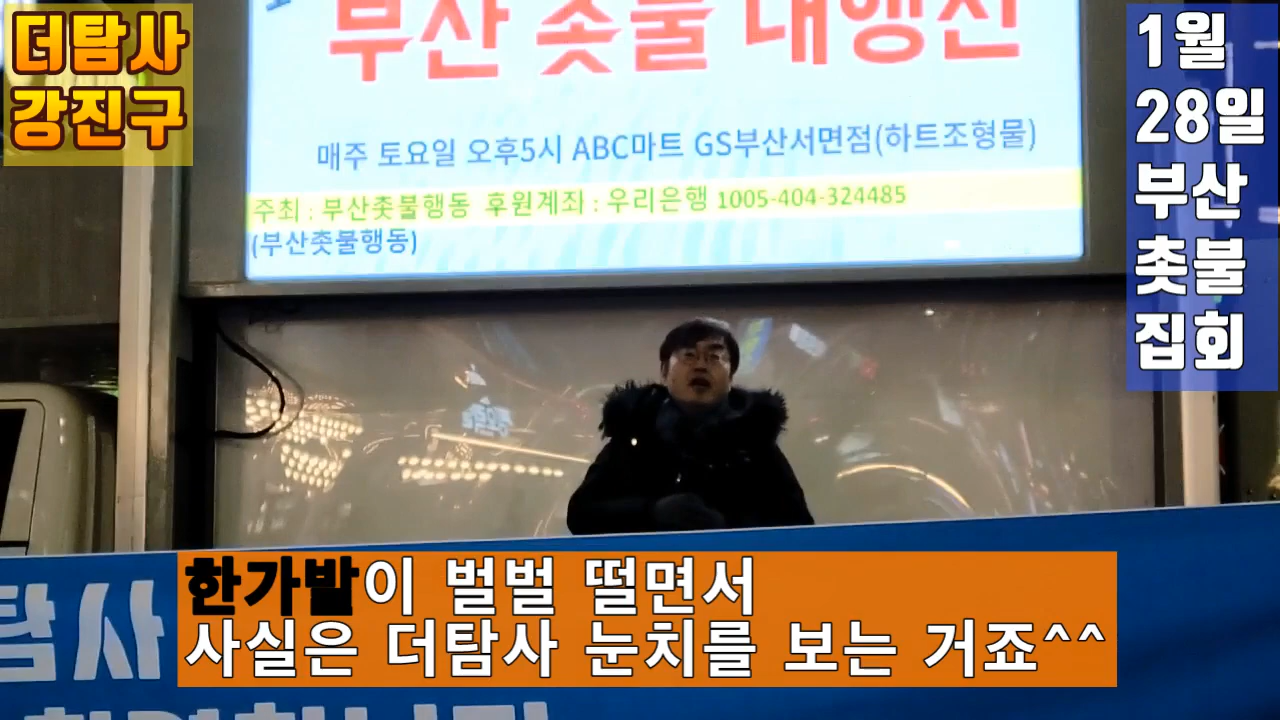 더탐사
강진구
부산 촛불 대행진
매주 토요일 오후5시 ABC마트 GS부산서면점(하트조형물)
주최 : 부산촛불행동 후원계좌 : 우리은행 1005-404-324485
(부산촛불행동)
1월
28일
부산
촛불
집회
탐사
한가발이 벌벌 떨면서
사실은 더탐사 눈치를 보는 거죠^^